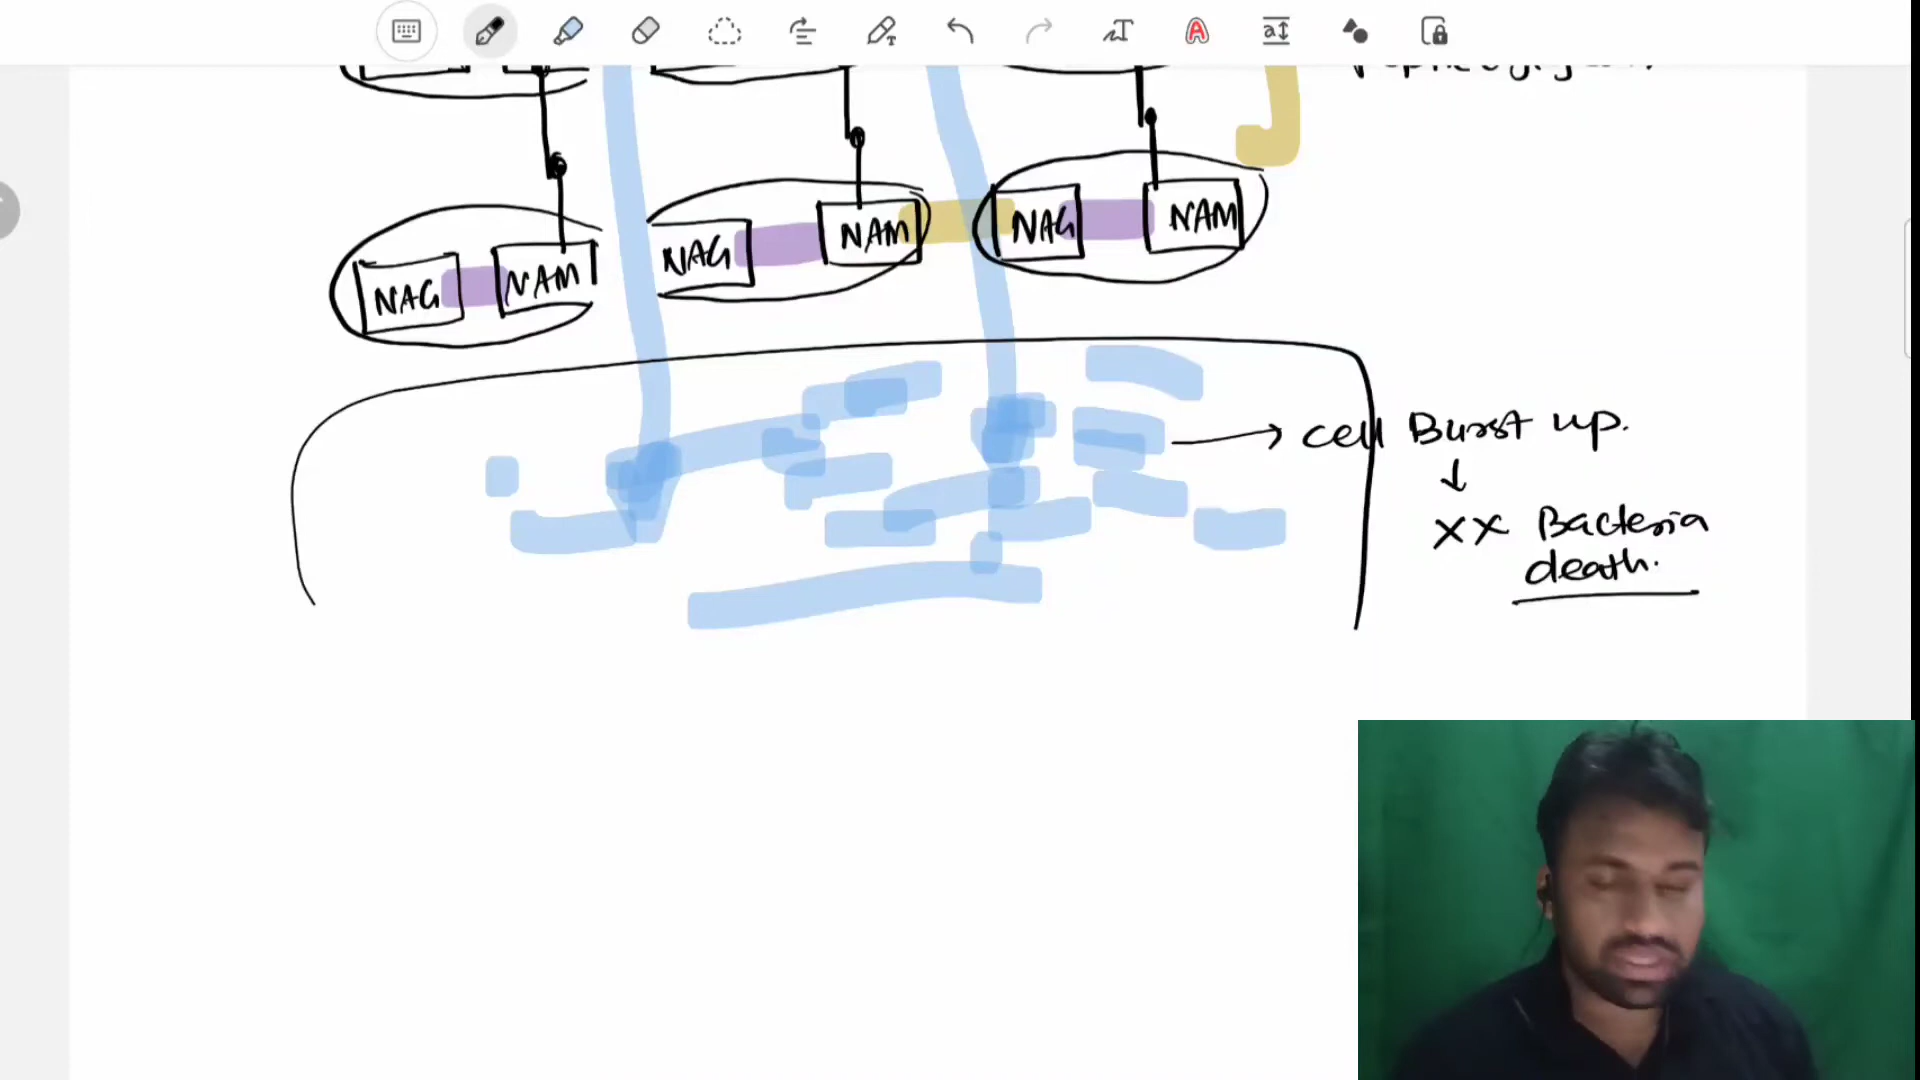 NAG NAM NAG NAM NAG NAM
cell Burst up.
↓
XX Bacteria
death.